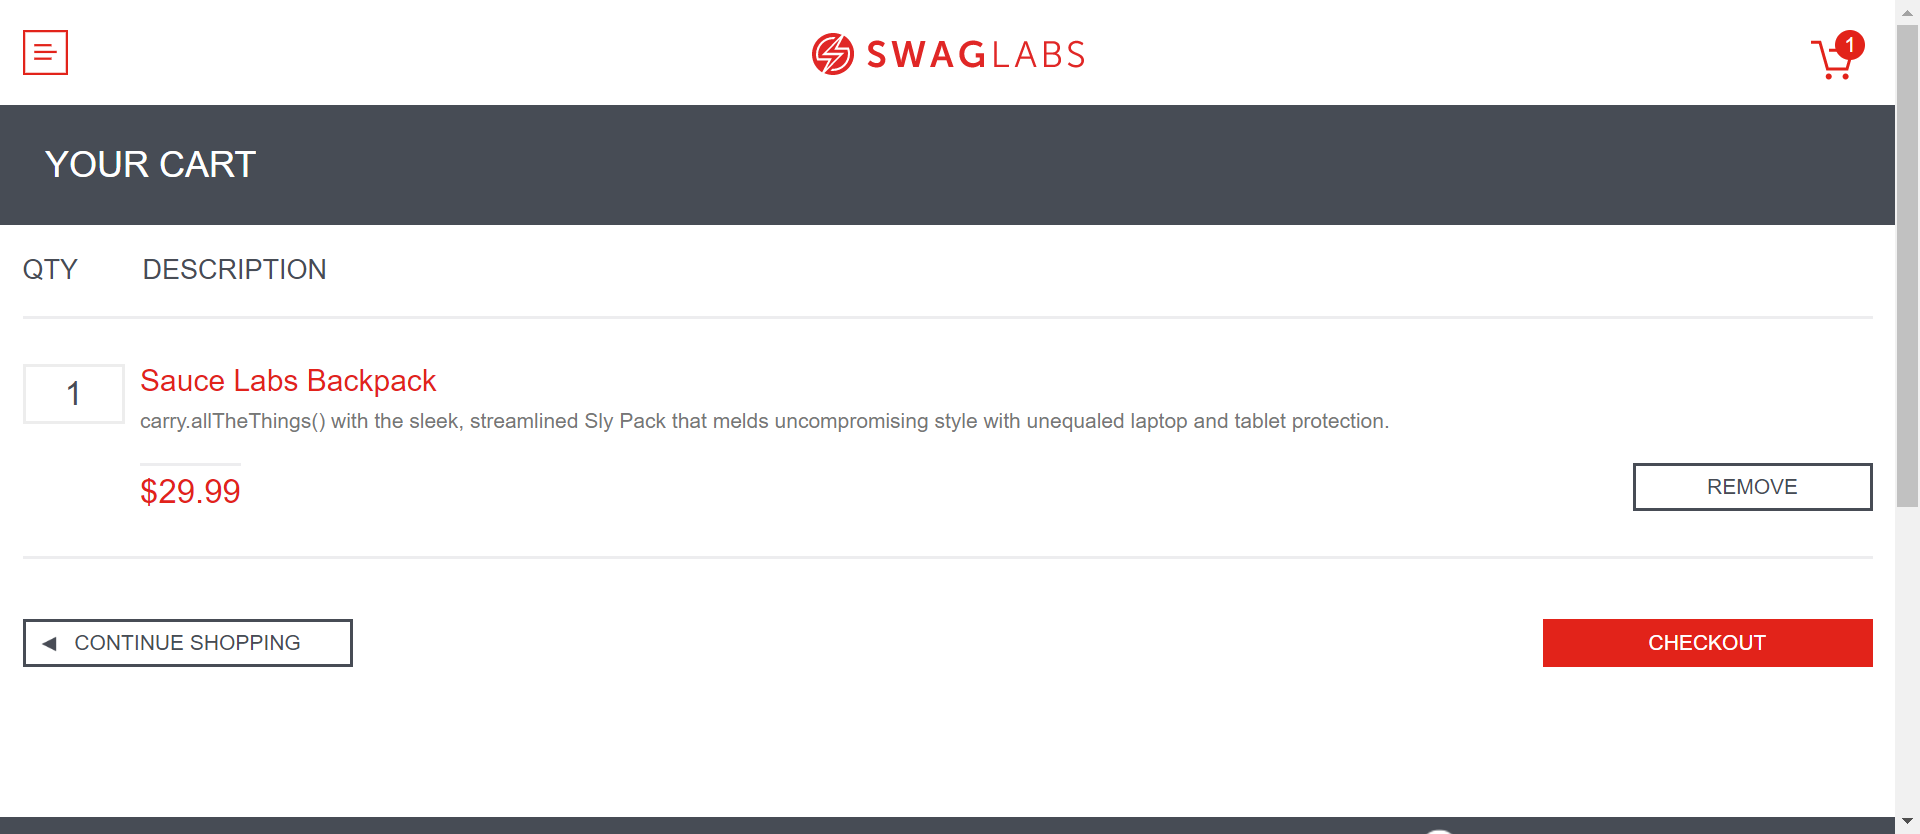 SWAGLABS
1
YOUR CART
QTY DESCRIPTION
1
Sauce Labs Backpack
carry.allTheThings() with the sleek, streamlined Sly Pack that melds uncompromising style with unequaled laptop and tablet protection.
$29.99
REMOVE
CONTINUE SHOPPING
CHECKOUT